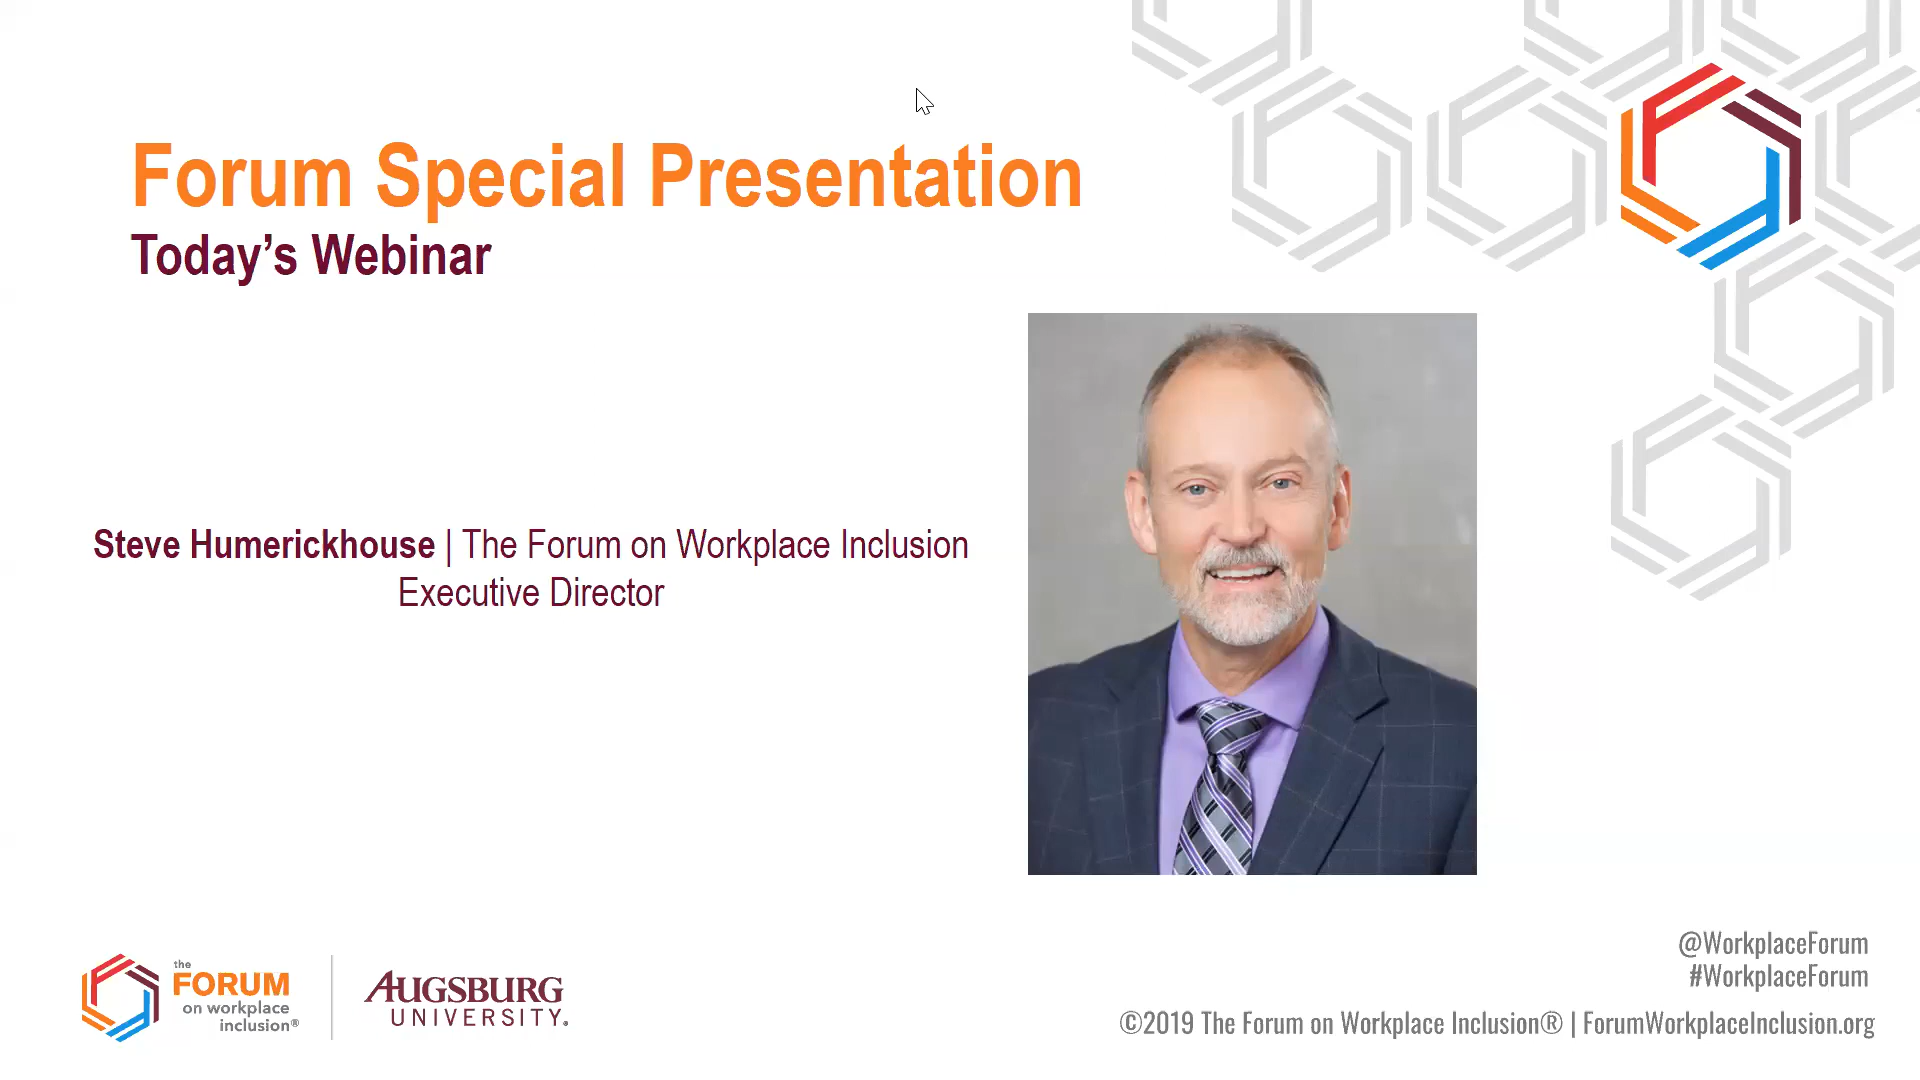 Forum Special Presentation
Today’s Webinar
Steve Humerickhouse | The Forum on Workplace Inclusion
Executive Director
the
FORUM
on workplace
inclusion®
AUGSBURG
UNIVERSITY.
@WorkplaceForum
#WorkplaceForum
©2019 The Forum on Workplace Inclusion® | ForumWorkplaceInclusion.org